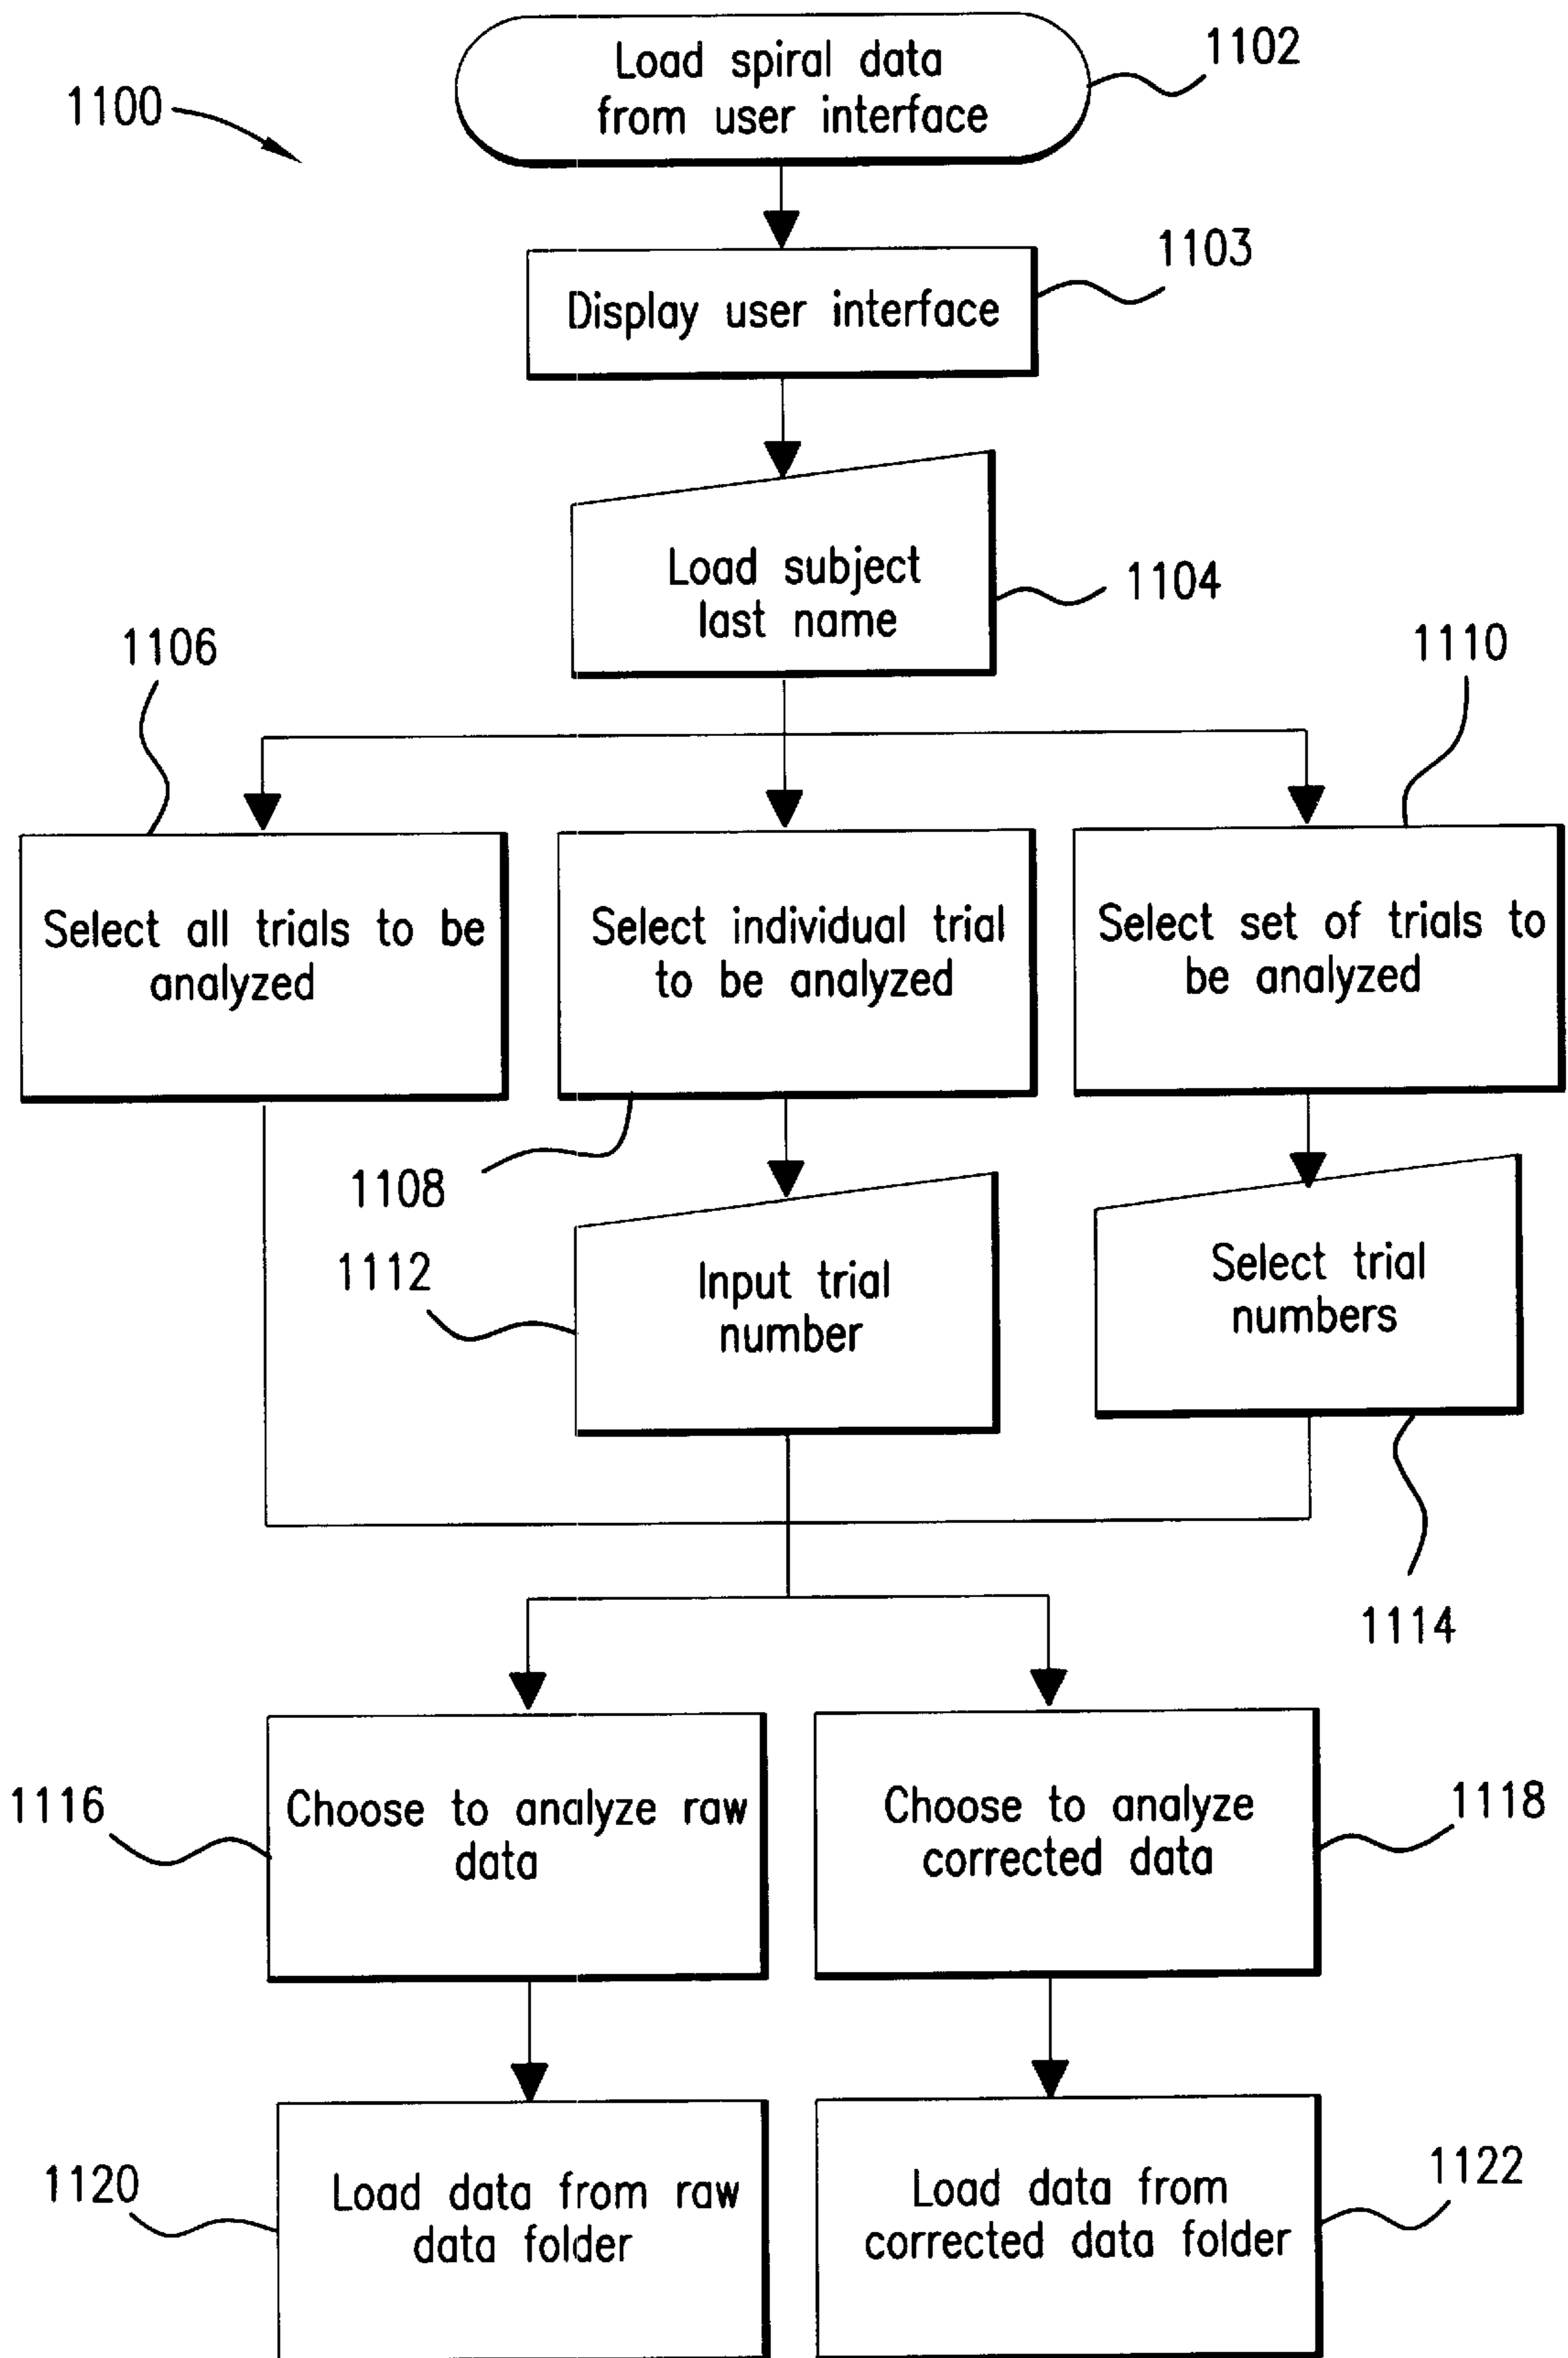 1100
Load spiral data
from user interface
1102
Display user interface
1103
Load subject
last name
1104
1106
1110
Select all trials to be
analyzed
Select individual trial
to be analyzed
Select set of trials to
be analyzed
1108
1112
Input trial
number
Select trial
numbers
1114
1116
Choose to analyze raw
data
Choose to analyze
corrected data
1118
1120
Load data from raw
data folder
Load data from
corrected data folder
1122